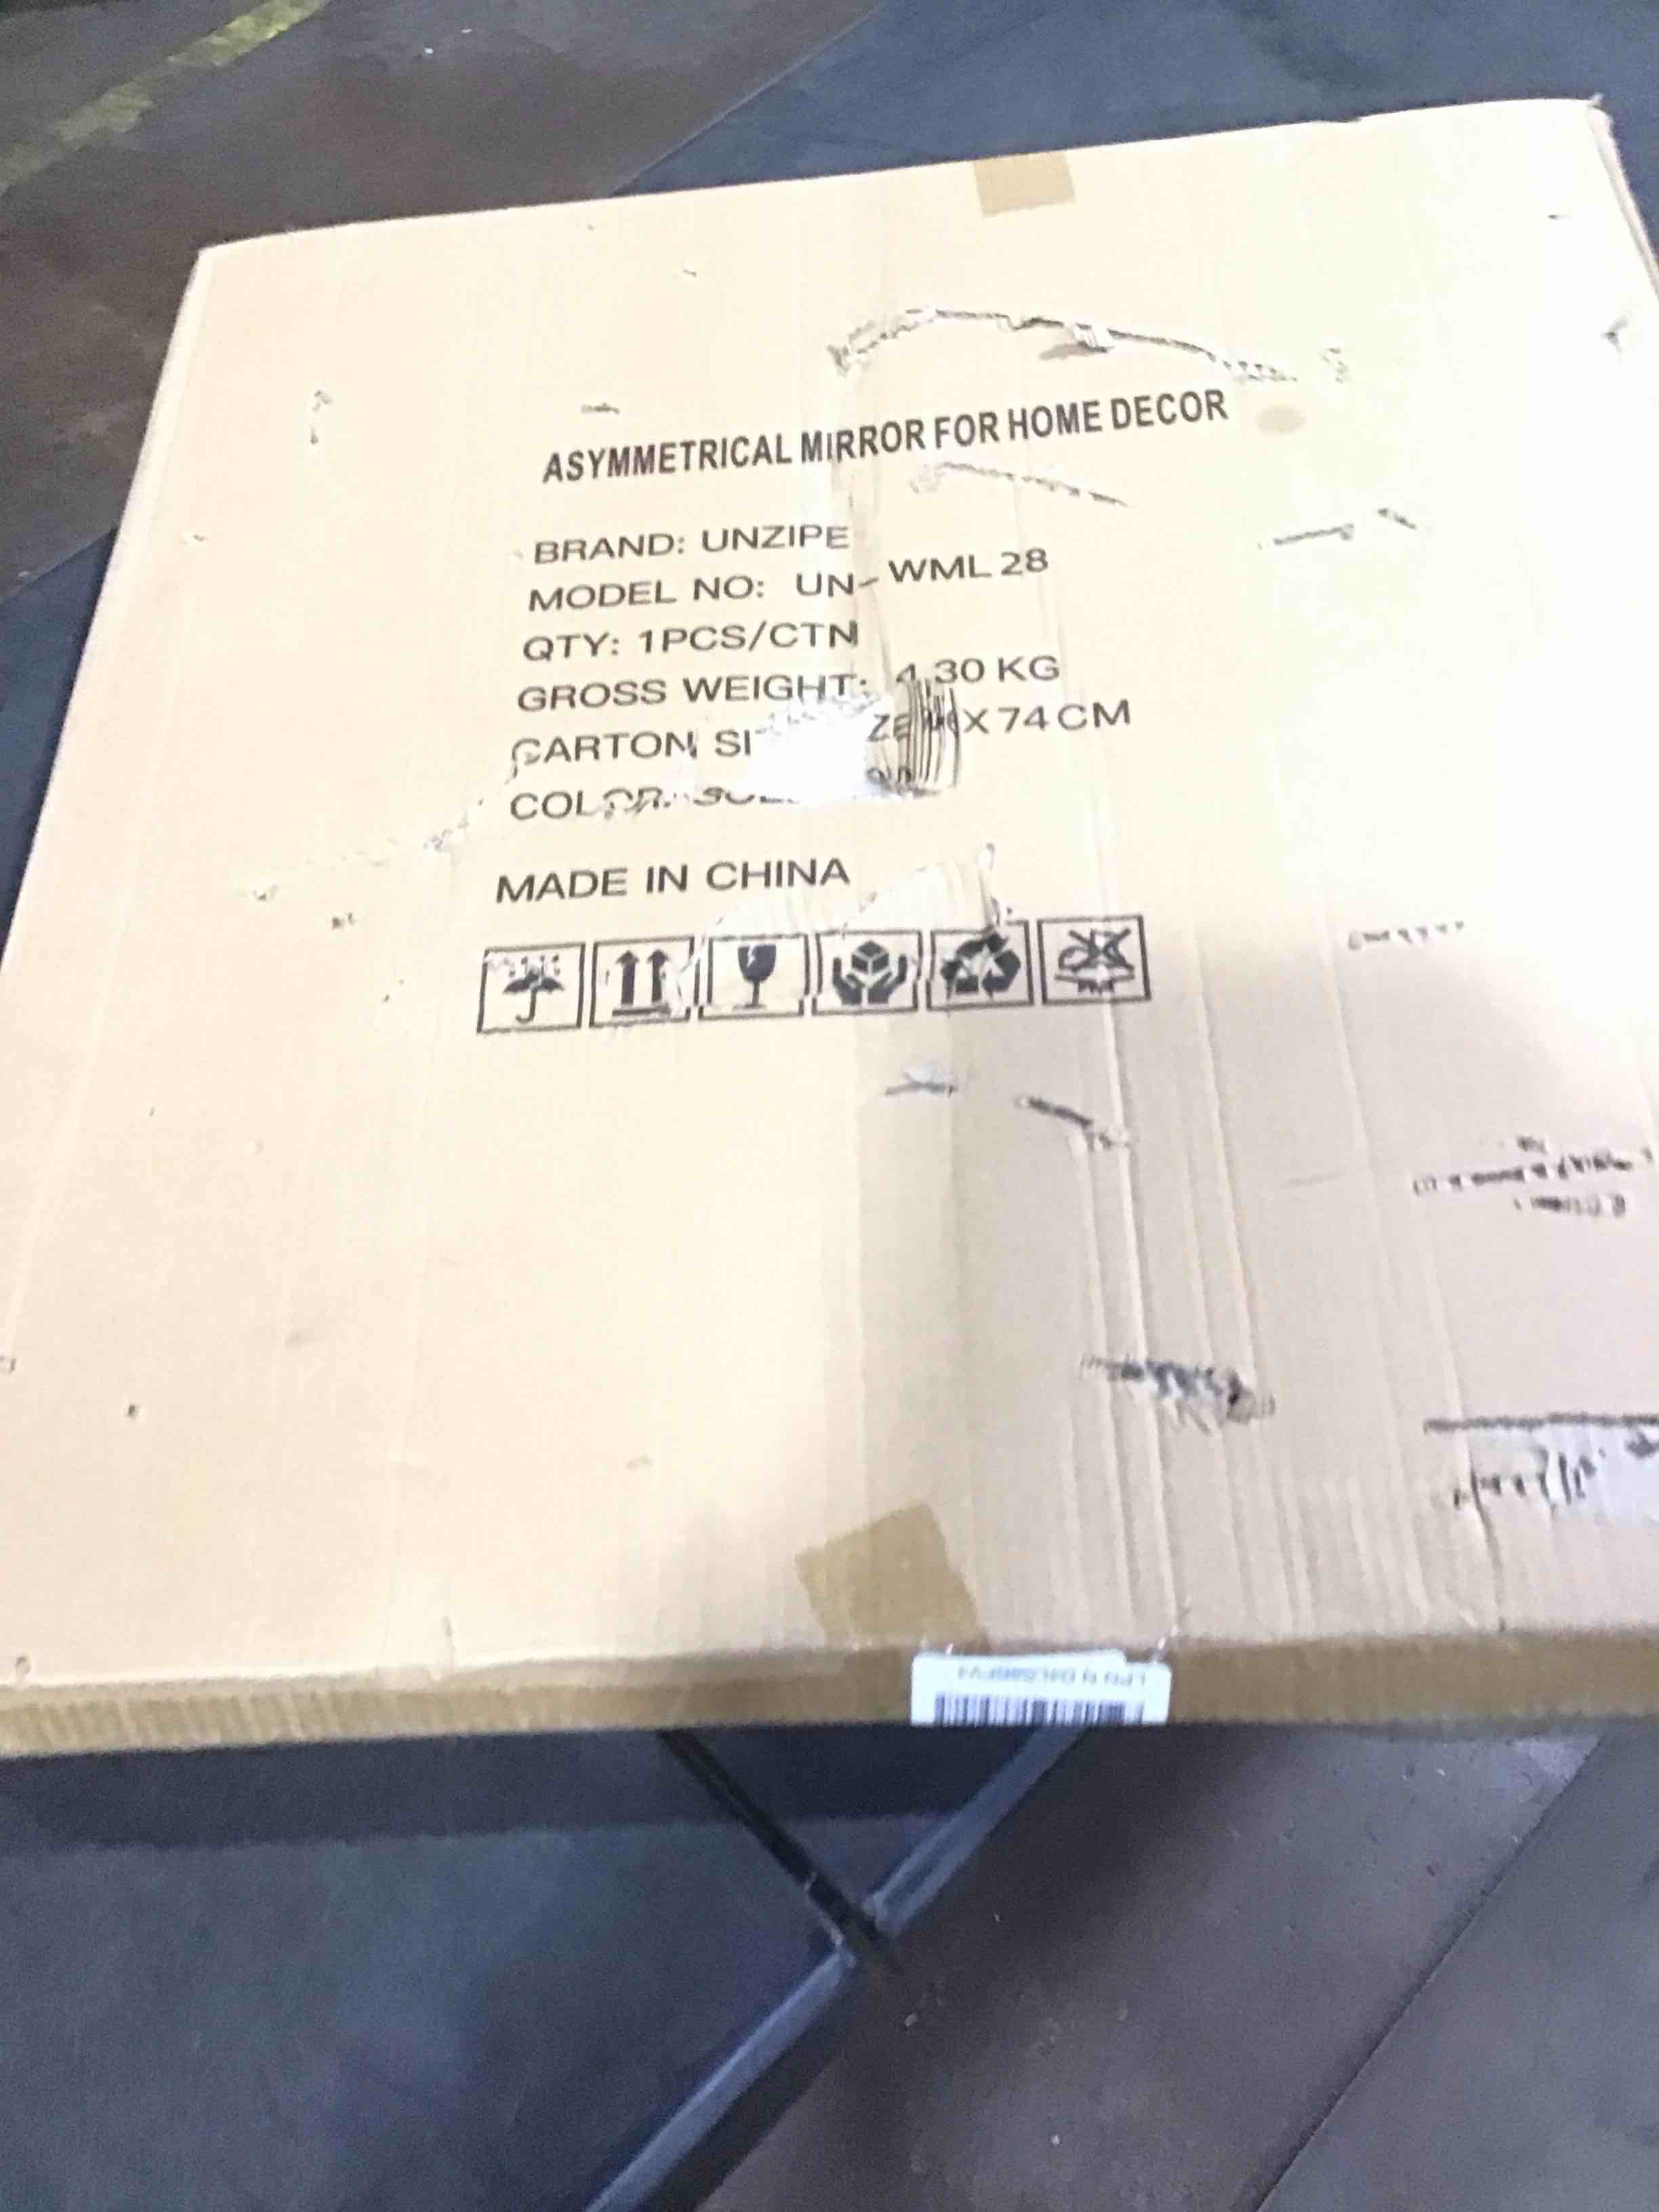 ASYMMETRICAL MIRROR FOR HOME DECOR
BRAND: UNZIPE
MODEL NO: UN-WML 28
QTY: 1PCS/CTN
GROSS WEIGHT: 4.30 KG
CARTON X 74 CM
MADE IN CHINA